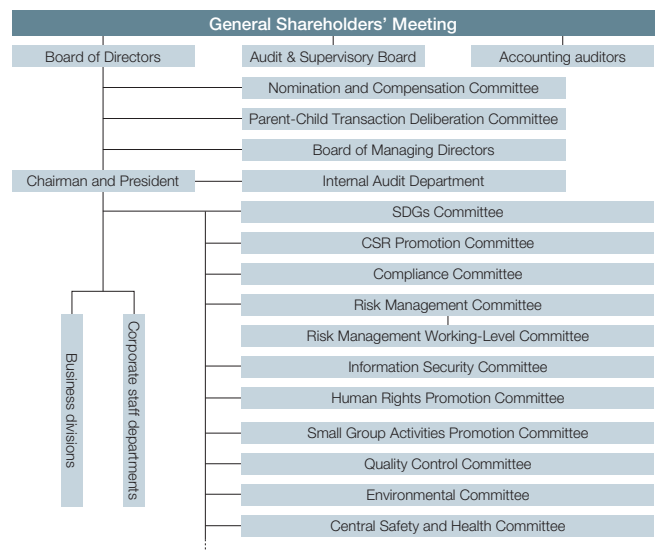 General Shareholders’ Meeting
Board of Directors
Audit & Supervisory Board
Accounting auditors
Nomination and Compensation Committee
Parent-Child Transaction Deliberation Committee
Board of Managing Directors
Chairman and President
Internal Audit Department
SDGs Committee
CSR Promotion Committee
Compliance Committee
Risk Management Committee
Risk Management Working-Level Committee
Information Security Committee
Human Rights Promotion Committee
Small Group Activities Promotion Committee
Quality Control Committee
Environmental Committee
Central Safety and Health Committee
Business divisions
Corporate staff departments